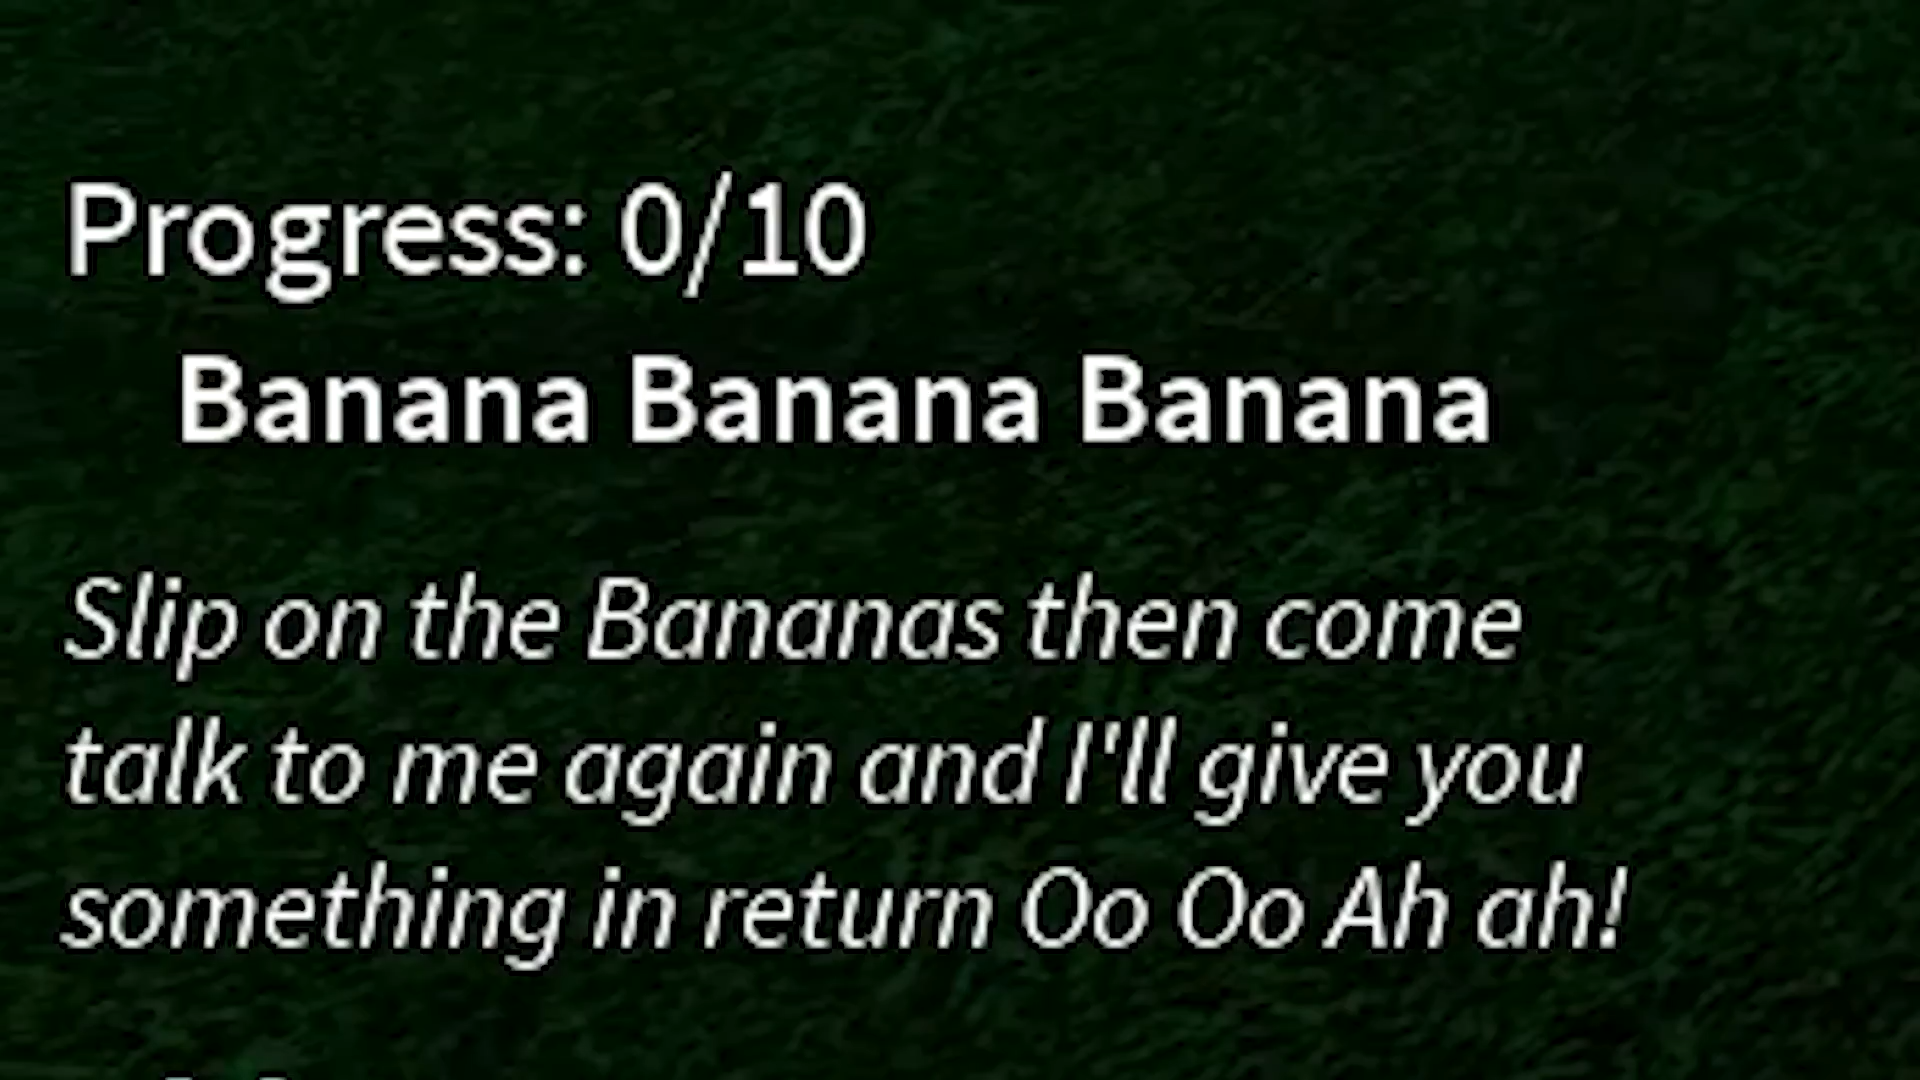 Progress: 0/10
Banana Banana Banana
Slip on the Bananas then come
talk to me again and I'll give you
something in return Oo Oo Ah ah!